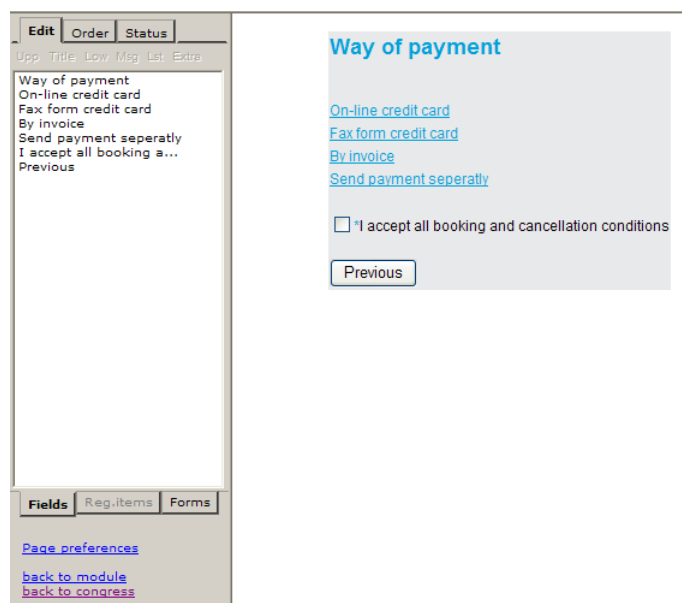 Edit Order Status
Upp Title Low Msg Lst Extra
Way of payment
On-line credit card
Fax form credit card
By invoice
Send payment seperatly
I accept all booking a...
Previous
Fields Reg.items Forms
Page preferences
back to module
back to congress
Way of payment
On-line credit card
Fax form credit card
By invoice
Send payment seperatly
*I accept all booking and cancellation conditions
Previous